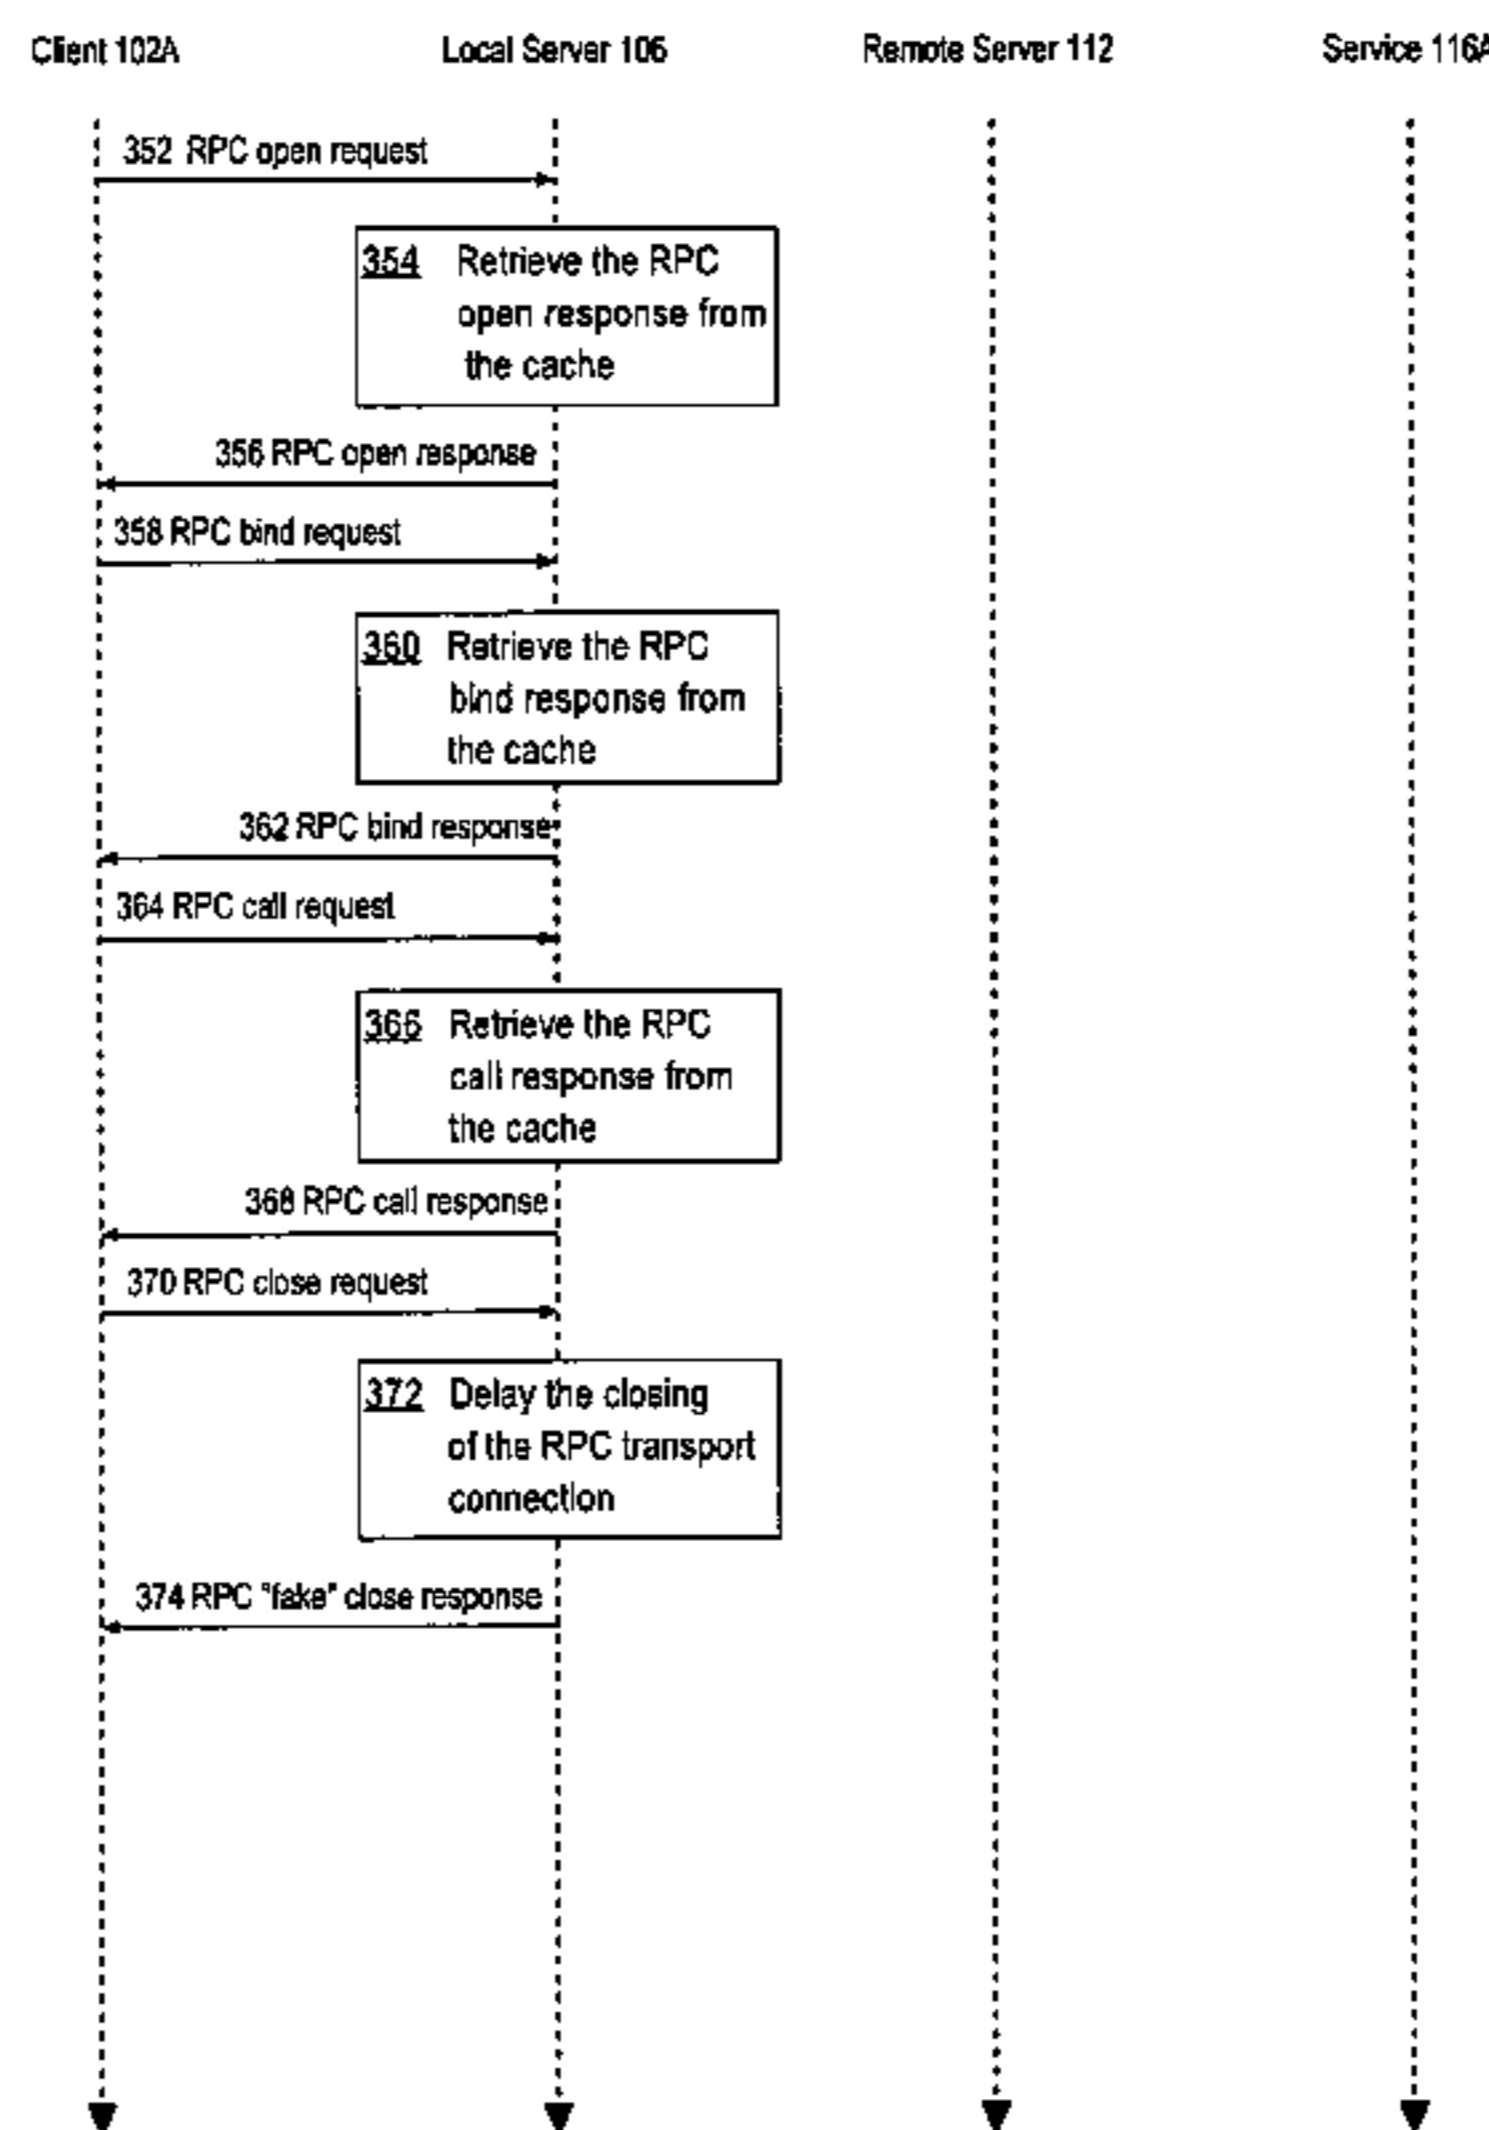 Client 102A Local Server 106 Remote Server 112 Service 116A
352 RPC open request
354 Retrieve the RPC
open response from
the cache
356 RPC open response
358 RPC bind request
360 Retrieve the RPC
bind response from
the cache
362 RPC bind response
364 RPC call request
366 Retrieve the RPC
call response from
the cache
368 RPC call response
370 RPC close request
372 Delay the closing
of the RPC transport
connection
374 RPC "fake" close response